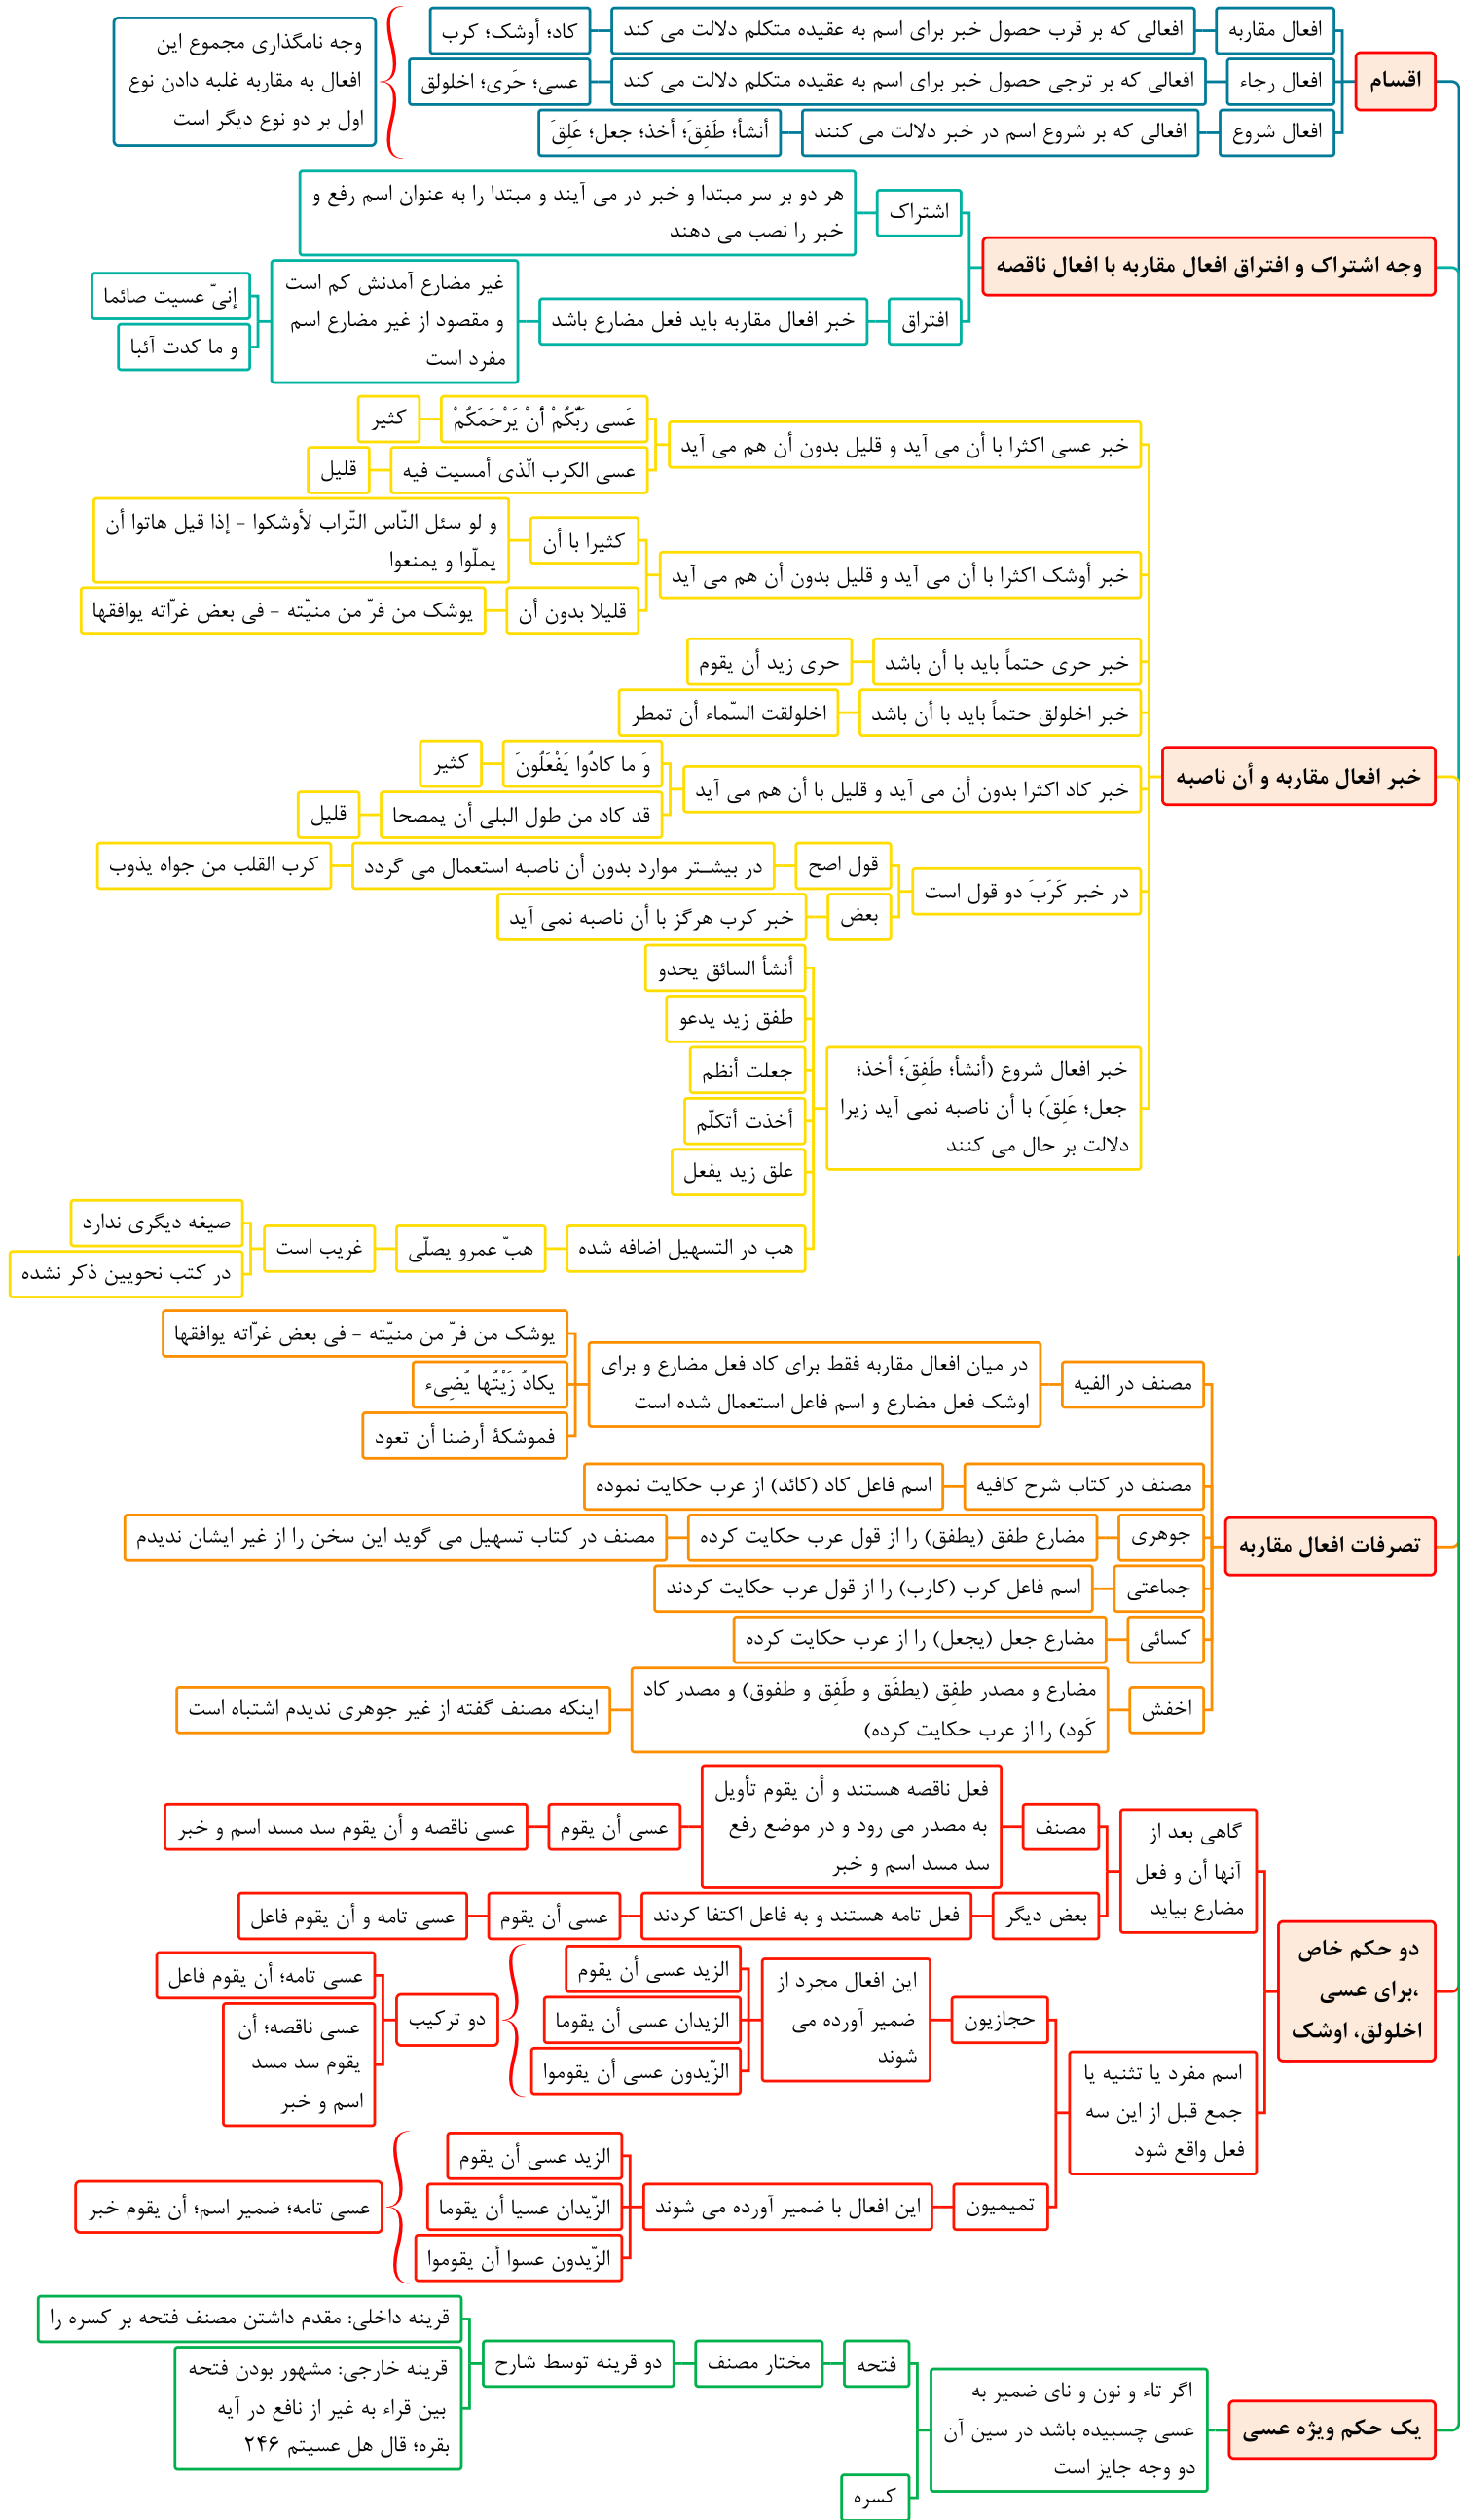 اقسام
افعال مقاربه
افعالی که بر قرب حصول خبر برای اسم به عقیده متکلم دلالت می کند
کاد؛ أوشک؛ کرب
افعال رجاء
افعالی که بر ترجی حصول خبر برای اسم به عقیده متکلم دلالت می کند
عسی؛ حَری؛ اخلولق
افعال شروع
افعالی که بر شروع اسم در خبر دلالت می کنند
أنشأ؛ طَفِقَ؛ أخذ؛ جعل؛ عَلِقَ
وجه نامگذاری مجموع این
افعال به مقاربه غلبه دادن نوع
اول بر دو نوع دیگر است
وجه اشتراک و افتراق افعال مقاربه با افعال ناقصه
اشتراک
هر دو بر سر مبتدا و خبر در می آیند و مبتدا را به عنوان اسم رفع و
خبر را نصب می دهند
افتراق
خبر افعال مقاربه باید فعل مضارع باشد
غیر مضارع آمدنش کم است
و مقصود از غیر مضارع اسم
مفرد است
إنیّ عسیت صائما
و ما کدت آئبا
خبر افعال مقاربه و أن ناصبه
خبر عسی اکثرا با أن می آید و قلیل بدون أن هم می آید
عَسی رَبُّکُمْ أَنْ یَرْحَمَکُمْ
کثیر
عسی الکرب الّذی أمسیت فیه
قلیل
خبر أوشک اکثرا با أن می آید و قلیل بدون أن هم می آید
کثیرا با أن
و لو سئل النّاس التّراب لأوشکوا - إذا قیل هاتوا أن
یملّوا و یمنعوا
قلیلا بدون أن
یوشک من فرّ من منیّته - فی بعض غرّاته یوافقها
خبر حری حتماً باید با أن باشد
حری زید أن یقوم
خبر اخلولق حتماً باید با أن باشد
اخلولقت السّماء أن تمطر
خبر کاد اکثرا بدون أن می آید و قلیل با أن هم می آید
وَ ما کادُوا یَفْعَلُونَ
کثیر
قد کاد من طول البلی أن یمصحا
قلیل
در خبر کَرَبَ دو قول است
قول اصح
در بیشـتر موارد بدون أن ناصبه استعمال می گردد
کرب القلب من جواه یذوب
بعض
خبر کرب هرگز با أن ناصبه نمی آید
خبر افعال شروع (أنشأ؛ طَفِقَ؛ أخذ؛
جعل؛ عَلِقَ) با أن ناصبه نمی آید زیرا
دلالت بر حال می کنند
أنشأ السائق یحدو
طفق زید یدعو
جعلت أنظم
أخذت أتکلّم
علق زید یفعل
هب در التسهیل اضافه شده
هبّ عمرو یصلّی
غریب است
صیغه دیگری ندارد
در کتب نحویین ذکر نشده
تصرفات افعال مقاربه
مصنف در الفیه
در میان افعال مقاربه فقط برای کاد فعل مضارع و برای
اوشک فعل مضارع و اسم فاعل استعمال شده است
یوشک من فرّ من منیّته - فی بعض غرّاته یوافقها
یکادُ زَیْتُها یُضِیء
فموشکهٔ أرضنا أن تعود
مصنف در کتاب شرح کافیه
اسم فاعل کاد (کائد) از عرب حکایت نموده
جوهری
مضارع طفق (یطفق) را از قول عرب حکایت کرده
مصنف در کتاب تسهیل می گوید این سخن را از غیر ایشان ندیدم
جماعتی
اسم فاعل کرب (کارب) را از قول عرب حکایت کردند
کسائی
مضارع جعل (یجعل) را از عرب حکایت کرده
اخفش
مضارع و مصدر طفِق (یطفَق و طَفِق و طفوق) و مصدر کاد
کَود) را از عرب حکایت کرده)
اینکه مصنف گفته از غیر جوهری ندیدم اشتباه است
دو حکم خاص
،برای عسی
اخلولق، اوشک
گاهی بعد از
آنها أن و فعل
مضارع بیاید
مصنف
فعل ناقصه هستند و أن یقوم تأویل
به مصدر می رود و در موضع رفع
سد مسد اسم و خبر
عسی أن یقوم
عسی ناقصه و أن یقوم سد مسد اسم و خبر
بعض دیگر
فعل تامه هستند و به فاعل اکتفا کردند
عسی أن یقوم
عسی تامه و أن یقوم فاعل
اسم مفرد یا تثنیه یا
جمع قبل از این سه
فعل واقع شود
حجازیون
این افعال مجرد از
ضمیر آورده می
شوند
الزید عسی أن یقوم
الزیدان عسی أن یقوما
الزّیدون عسی أن یقوموا
دو ترکیب
عسی تامه؛ أن یقوم فاعل
عسی ناقصه؛ أن
یقوم سد مسد
اسم و خبر
تمیمیون
این افعال با ضمیر آورده می شوند
الزید عسی أن یقوم
الزّیدان عسیا أن یقوما
الزّیدون عسوا أن یقوموا
عسی تامه؛ ضمیر اسم؛ أن یقوم خبر
یک حکم ویژه عسی
اگر تاء و نون و نای ضمیر به
عسی چسبیده باشد در سین آن
دو وجه جایز است
فتحه
مختار مصنف
دو قرینه توسط شارح
قرینه داخلی: مقدم داشتن مصنف فتحه بر کسره را
قرینه خارجی: مشهور بودن فتحه
بین قراء به غیر از نافع در آیه
بقره؛ قال هل عسیتم ۲۴۶
کسره